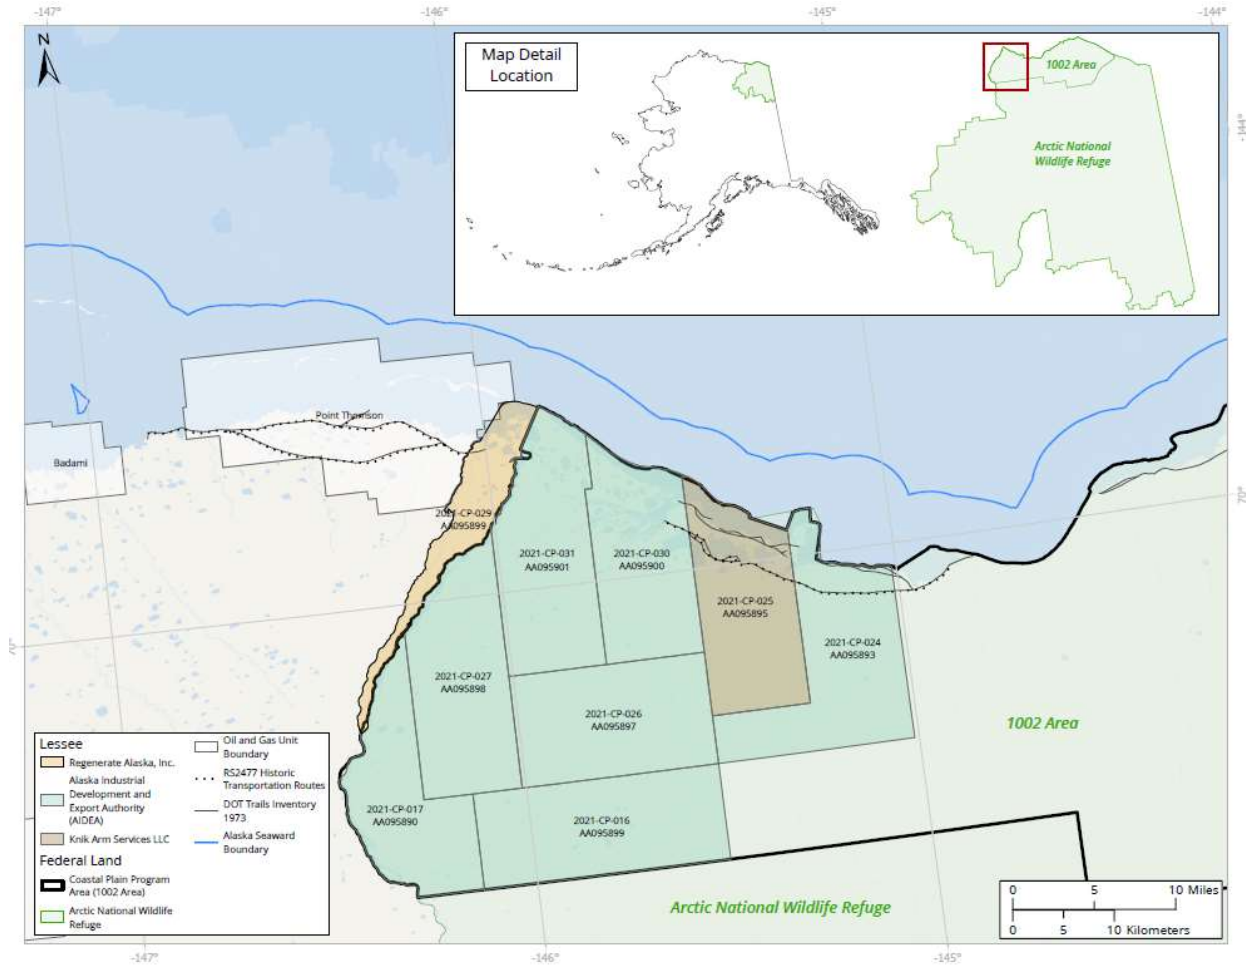 -147°
-146°
-145°
-144°
N
Map Detail
Location
1002 Area
Arctic National
Wildlife Refuge
-144°
Point Thomson
Badami
70°
2021-CP-029
AA095899
2021-CP-031
AA095901
2021-CP-030
AA095900
2021-CP-025
AA095895
2021-CP-024
AA095893
70°
2021-CP-027
AA095898
2021-CP-026
AA095897
1002 Area
2021-CP-017
AA095890
2021-CP-016
AA095899
Arctic National Wildlife Refuge
Lessee
Regenerate Alaska, Inc.
Alaska Industrial
Development and
Export Authority
(AIDEA)
Knik Arm Services LLC
Federal Land
Coastal Plain Program
Area (1002 Area)
Arctic National Wildlife
Refuge
Oil and Gas Unit
Boundary
RS2477 Historic
Transportation Routes
DOT Trails Inventory
1973
Alaska Seaward
Boundary
0 5 10 Miles
0 5 10 Kilometers
-147°
-146°
-145°